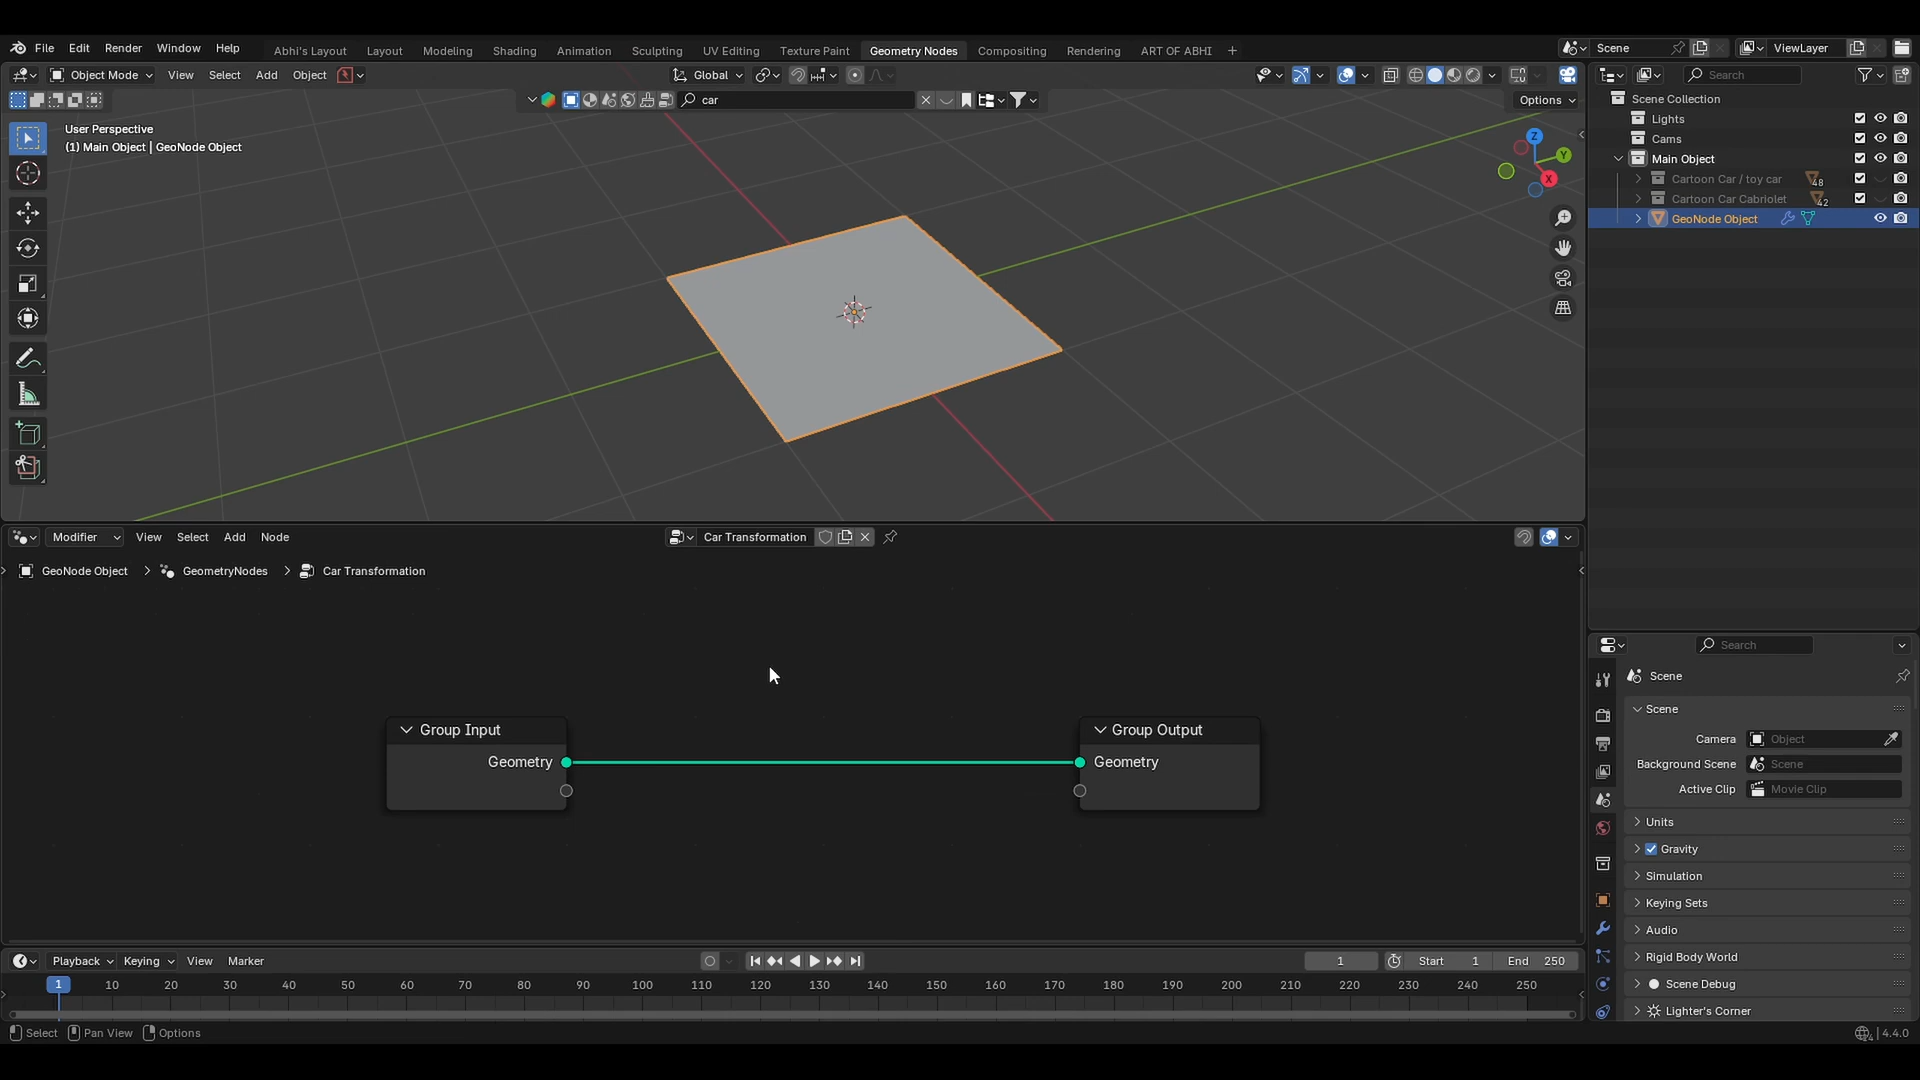 File Edit Render Window Help Abhi's Layout Layout Modeling Sculpting UV Editing Texture Paint Shading Animation Rendering Compositing Geometry Nodes ART OF ABHI + Scene ViewLayer
Object Mode View Select Add Object Global Search
car Options
User Perspective
(1) Main Object | GeoNode Object
Z
Y
X
Scene Collection
Lights
Cams
Main Object
Cartoon Car / toy car 48
Cartoon Car Cabriolet 42
GeoNode Object
Modifier View Select Add Node Car Transformation
GeoNode Object > GeometryNodes > Car Transformation
Group Input
Geometry
Group Output
Geometry
Search
Scene
Scene
Camera Object
Background Scene Scene
Active Clip Movie Clip
Units
Gravity
Simulation
Keying Sets
Audio
Rigid Body World
Scene Debug
Lighter's Corner
Playback Keying View Marker 1 Start 1 End 250
1 10 20 30 40 50 60 70 80 90 100 110 120 130 140 150 160 170 180 190 200 210 220 230 240 250
Select Pan View Options 4.4.0